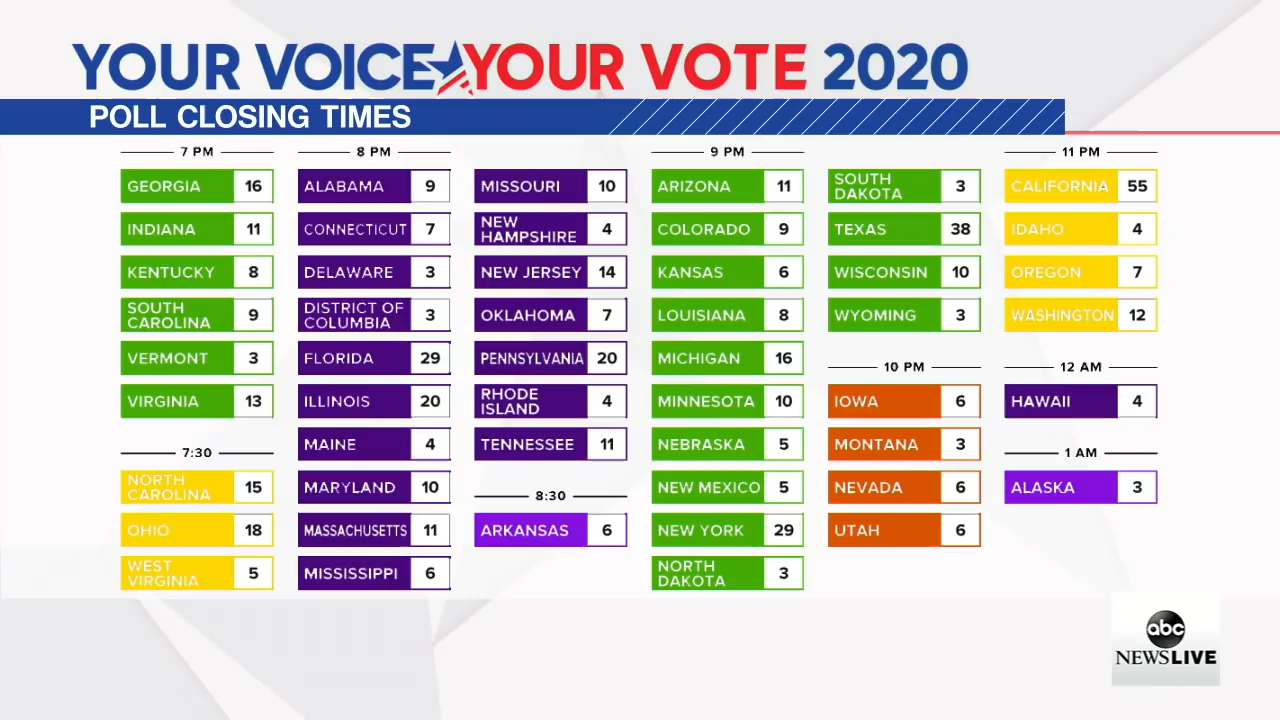 YOUR VOICE YOUR VOTE 2020
POLL CLOSING TIMES
7 PM
GEORGIA 16
INDIANA 11
KENTUCKY 8
SOUTH
CAROLINA 9
VERMONT 3
VIRGINIA 13
7:30
NORTH
CAROLINA 15
OHIO 18
WEST
VIRGINIA 5
8 PM
ALABAMA 9
CONNECTICUT 7
DELAWARE 3
DISTRICT OF
COLUMBIA 3
FLORIDA 29
ILLINOIS 20
MAINE 4
MARYLAND 10
MASSACHUSETTS 11
MISSISSIPPI 6
MISSOURI 10
NEW
HAMPSHIRE 4
NEW JERSEY 14
OKLAHOMA 7
PENNSYLVANIA 20
RHODE
ISLAND 4
TENNESSEE 11
8:30
ARKANSAS 6
9 PM
ARIZONA 11
COLORADO 9
KANSAS 6
LOUISIANA 8
MICHIGAN 16
MINNESOTA 10
NEBRASKA 5
NEW MEXICO 5
NEW YORK 29
NORTH
DAKOTA 3
SOUTH
DAKOTA 3
TEXAS 38
WISCONSIN 10
WYOMING 3
10 PM
IOWA 6
MONTANA 3
NEVADA 6
UTAH 6
11 PM
CALIFORNIA 55
IDAHO 4
OREGON 7
WASHINGTON 12
12 AM
HAWAII 4
1 AM
ALASKA 3
abc
NEWS LIVE